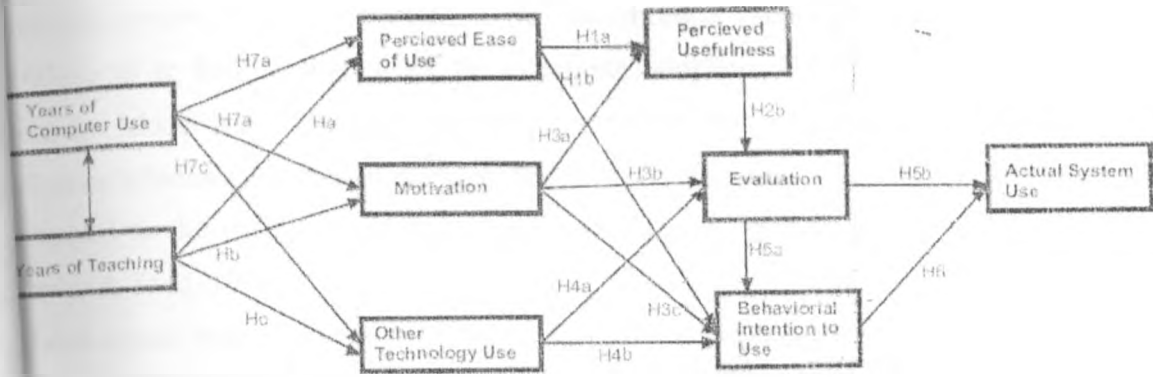 Percieved Ease
of Use
H1a
Percieved
Usefulness
H7a
H1b
Years of
Computer Use
H7a
Ha
H2b
H3a
H7c
Motivation
H3b
Evaluation
H5b
Actual System
Use
Years of Teaching
Hb
H5a
H4a
H6
Hc
H3c
Other
Technology Use
H4b
Behaviorial
Intention to
Use